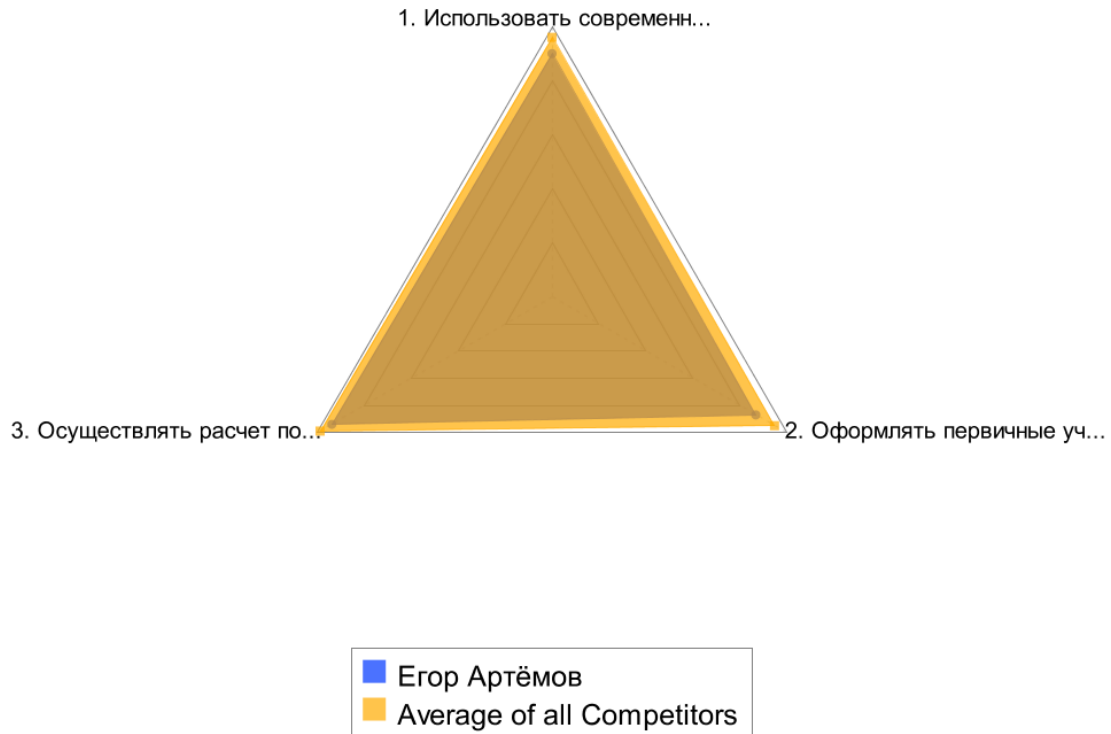 1. Использовать современн...
3. Осуществлять расчет по...
2. Оформлять первичные уч...
Егор Артёмов
Average of all Competitors